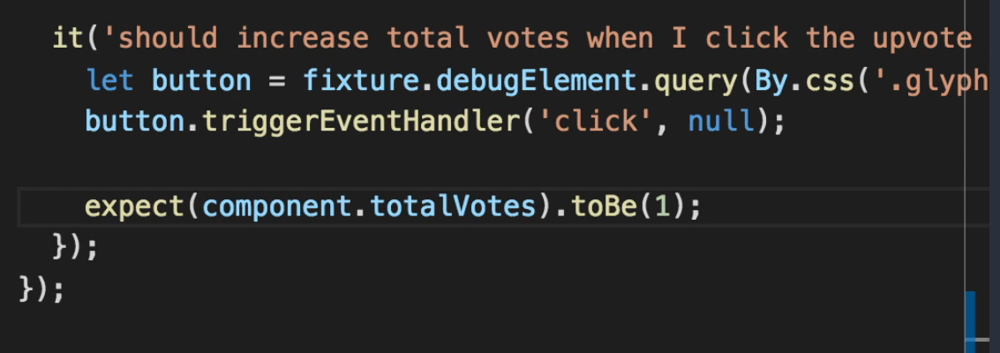 it('should increase total votes when I click the upvote
let button = fixture.debugElement.query(By.css('.glyph
button.triggerEventHandler('click', null);
expect(component.totalVotes).toBe(1);
});
});